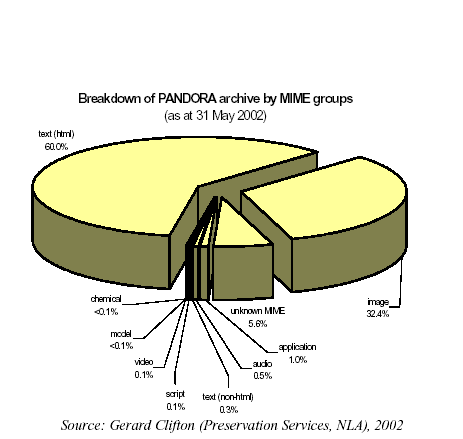 Breakdown of PANDORA archive by MIME groups
(as at 31 May 2002)
text (html)
60.0%
chemical
<0.1%
model
<0.1%
video
0.1%
script
0.1%
text (non-html)
0.3%
audio
0.5%
application
1.0%
unknown MIME
5.6%
image
32.4%
Source: Gerard Clifton (Preservation Services, NLA), 2002